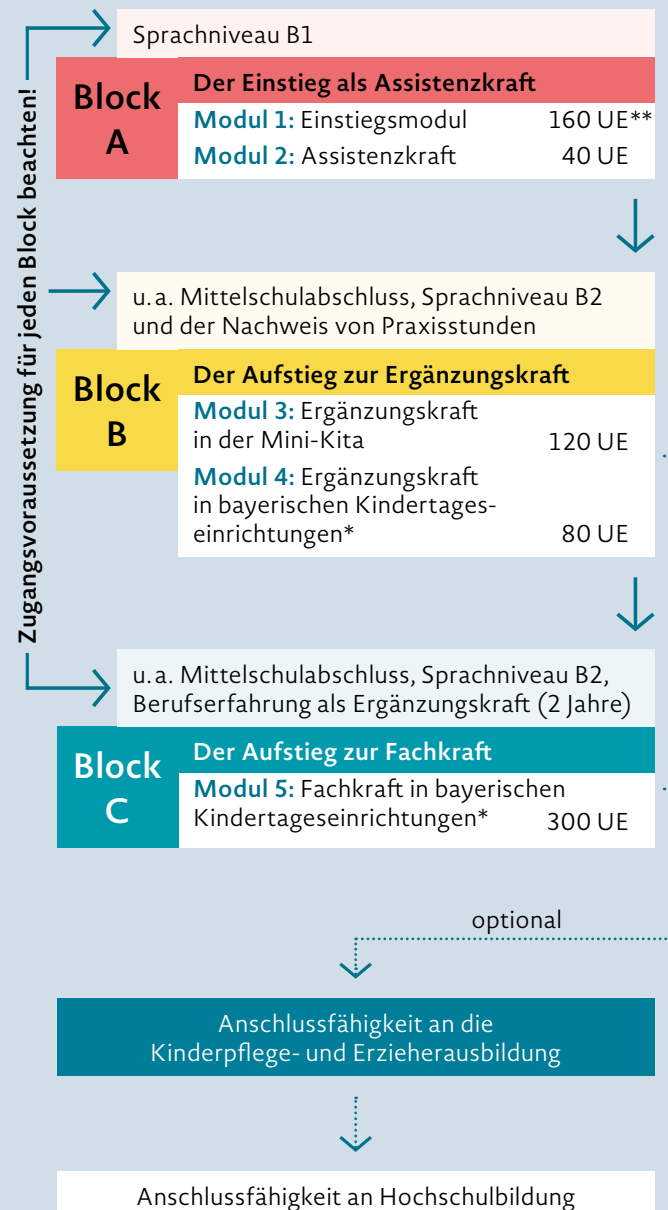 Zugangsvoraussetzung für jeden Block beachten!
Sprachniveau B1
Block
A
Der Einstieg als Assistenzkraft
Modul 1: Einstiegsmodul 160 UE**
Modul 2: Assistenzkraft 40 UE
u. a. Mittelschulabschluss, Sprachniveau B2
und der Nachweis von Praxisstunden
Block
B
Der Aufstieg zur Ergänzungskraft
Modul 3: Ergänzungskraft
in der Mini-Kita 120 UE
Modul 4: Ergänzungskraft
in bayerischen Kindertages-
einrichtungen* 80 UE
u. a. Mittelschulabschluss, Sprachniveau B2,
Berufserfahrung als Ergänzungskraft (2 Jahre)
Block
C
Der Aufstieg zur Fachkraft
Modul 5: Fachkraft in bayerischen
Kindertageseinrichtungen* 300 UE
optional
Anschlussfähigkeit an die
Kinderpflege- und Erzieherausbildung
Anschlussfähigkeit an Hochschulbildung